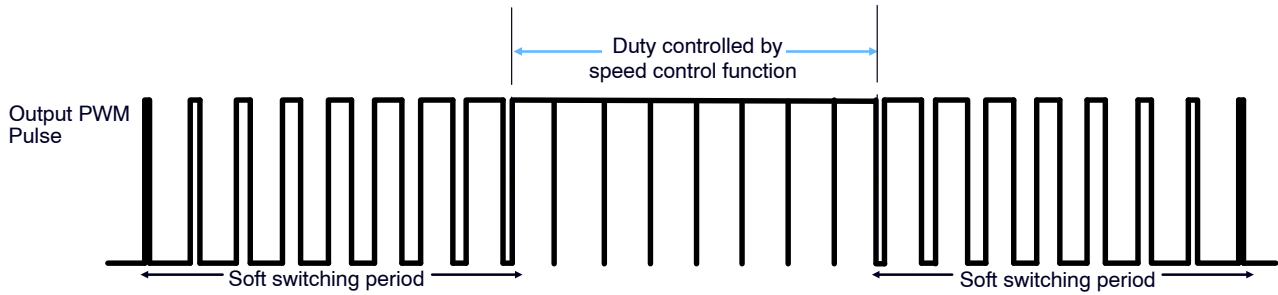 Duty controlled by
speed control function
Output PWM
Pulse
Soft switching period
Soft switching period